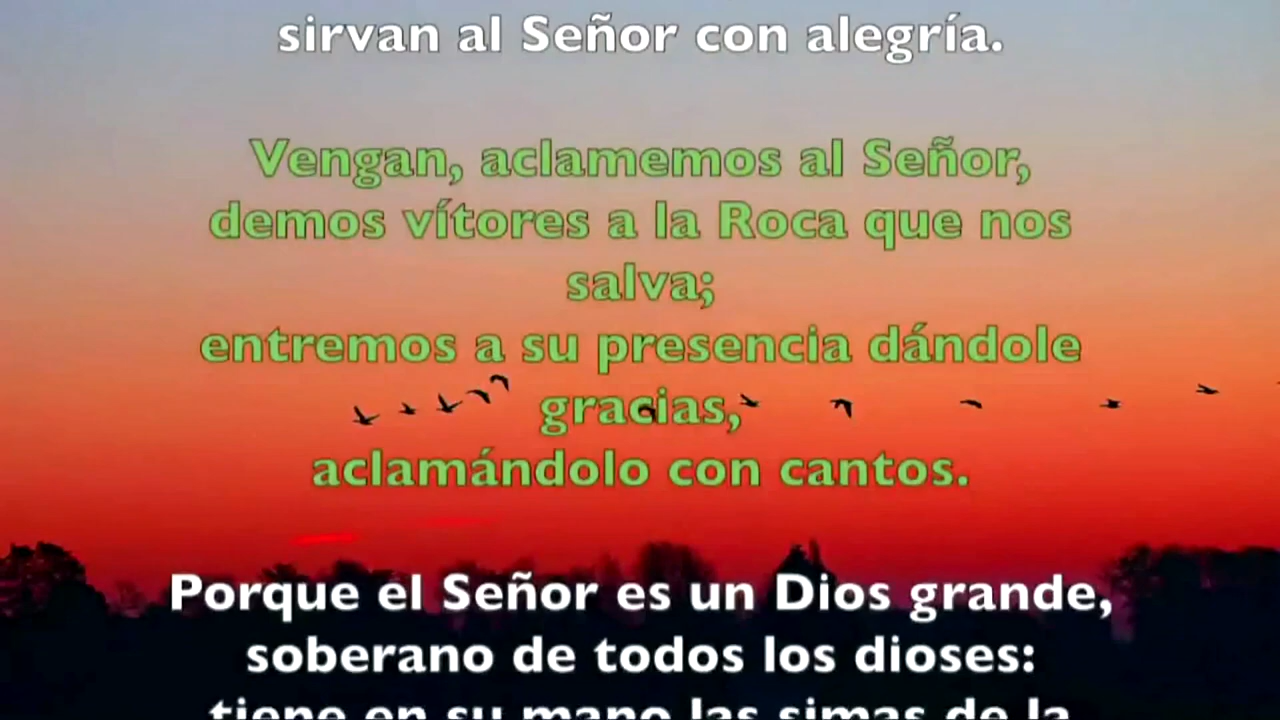 sirvan al Señor con alegría.
Vengan, aclamemos al Señor,
demos vítores a la Roca que nos
salva;
entremos a su presencia dándole
gracias,
aclamándolo con cantos.
Porque el Señor es un Dios grande,
soberano de todos los dioses:
tiene en su mano las simas de la